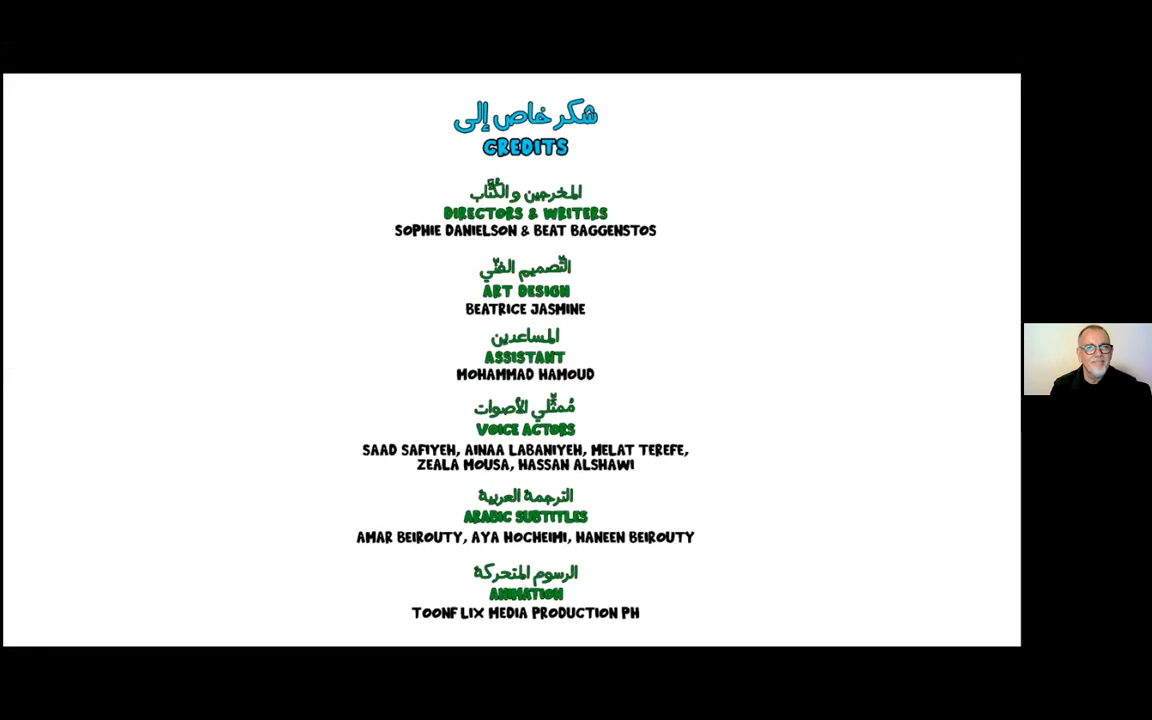 شكر خاص إلى
CREDITS
المخرجين و الكُتَّاب
DIRECTORS & WRITERS
SOPHIE DANIELSON & BEAT BAGGENSTOS
التّصميم الفنّي
ART DESIGN
BEATRICE JASMINE
المساعدين
ASSISTANT
MOHAMMAD HAMOUD
مُمثِّلي الأصوات
VOICE ACTORS
SAAD SAFIYEH, AINAA LABANIYEH, MELAT TEREFE,
ZEALA MOUSA, HASSAN ALSHAWI
الترجمة العربية
ARABIC SUBTITLES
AMAR BEIROUTY, AYA HOCHEIMI, HANEEN BEIROUTY
الرسوم المتحركة
ANIMATION
TOONFLIX MEDIA PRODUCTION PH